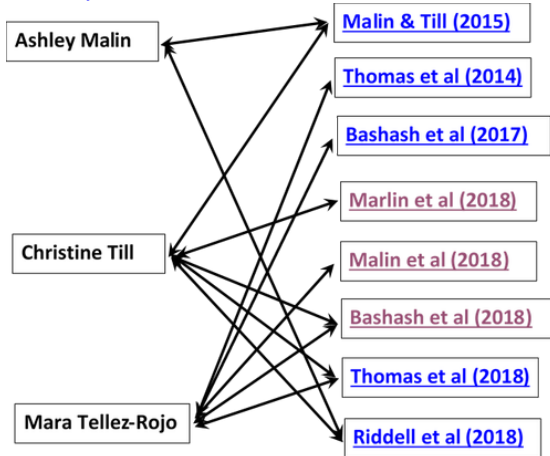 Malin & Till (2015)
Ashley Malin
Thomas et al (2014)
Bashash et al (2017)
Marlin et al (2018)
Christine Till
Malin et al (2018)
Bashash et al (2018)
Thomas et al (2018)
Mara Tellez-Rojo
Riddell et al (2018)